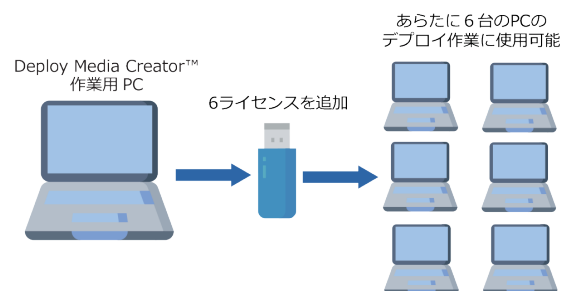 Deploy Media Creator™
作業用 PC
6ライセンスを追加
あらたに６台のPCの
デプロイ作業に使用可能